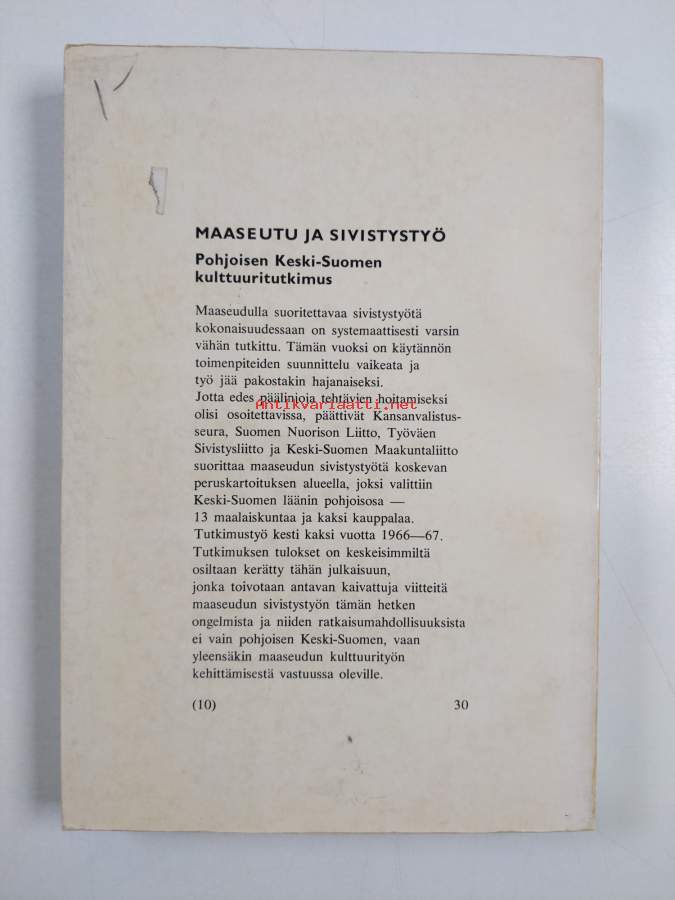 MAASEUTU JA SIVISTYSTYÖ
Pohjoisen Keski-Suomen
kulttuuritutkimus
Maaseudulla suoritettavaa sivistystyötä
kokonaisuudessaan on systemaattisesti varsin
vähän tutkittu. Tämän vuoksi on käytännön
toimenpiteiden suunnittelu vaikeata ja
työ jää pakostakin hajanaiseksi.
Jotta edes päälinjoja tehtävien hoitamiseksi
Antikvariaatti.net
olisi osoitettavissa, päättivät Kansanvalistus-
seura, Suomen Nuorison Liitto, Työväen
Sivistysliitto ja Keski-Suomen Maakuntaliitto
suorittaa maaseudun sivistystyötä koskevan
peruskartoituksen alueella, joksi valittiin
Keski-Suomen läänin pohjoisosa —
13 maalaiskuntaa ja kaksi kauppalaa.
Tutkimustyö kesti kaksi vuotta 1966—67.
Tutkimuksen tulokset on keskeisimmiltä
osiltaan kerätty tähän julkaisuun,
jonka toivotaan antavan kaivattuja viitteitä
maaseudun sivistystyön tämän hetken
ongelmista ja niiden ratkaisumahdollisuuksista
ei vain pohjoisen Keski-Suomen, vaan
yleensäkin maaseudun kulttuurityön
kehittämisestä vastuussa oleville.
(10) 30